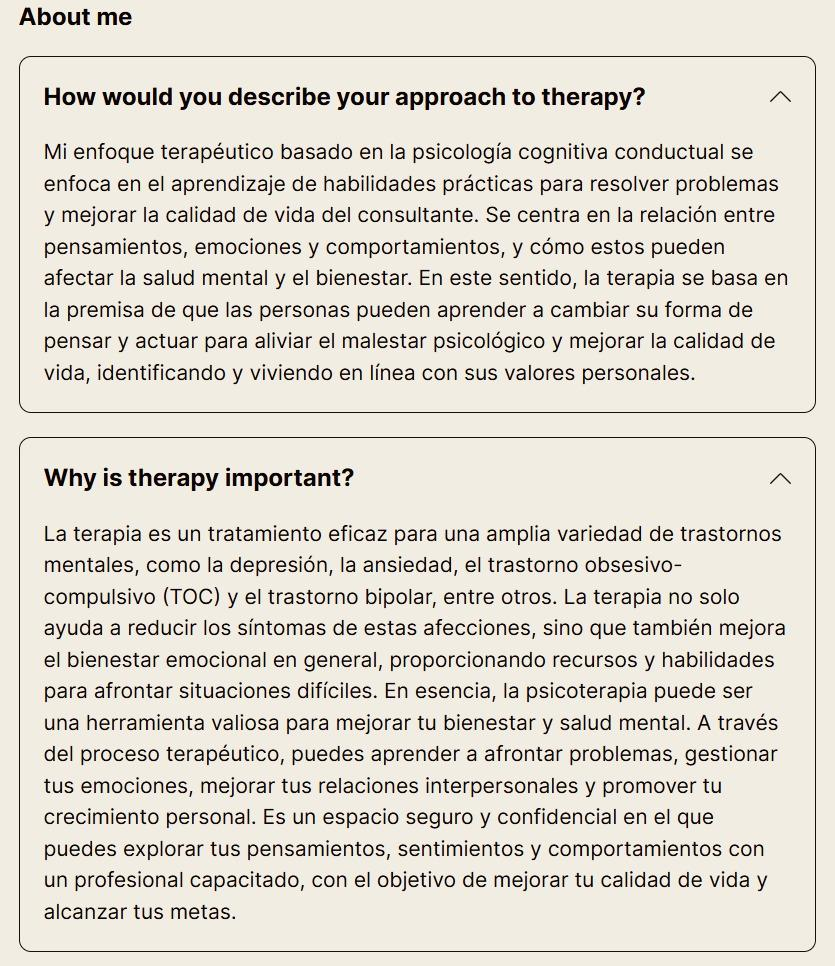 About me
How would you describe your approach to therapy?
Mi enfoque terapéutico basado en la psicología cognitiva conductual se
enfoca en el aprendizaje de habilidades prácticas para resolver problemas
y mejorar la calidad de vida del consultante. Se centra en la relación entre
pensamientos, emociones y comportamientos, y cómo estos pueden
afectar la salud mental y el bienestar. En este sentido, la terapia se basa en
la premisa de que las personas pueden aprender a cambiar su forma de
pensar y actuar para aliviar el malestar psicológico y mejorar la calidad de
vida, identificando y viviendo en línea con sus valores personales.
Why is therapy important?
La terapia es un tratamiento eficaz para una amplia variedad de trastornos
mentales, como la depresión, la ansiedad, el trastorno obsesivo-
compulsivo (TOC) y el trastorno bipolar, entre otros. La terapia no solo
ayuda a reducir los síntomas de estas afecciones, sino que también mejora
el bienestar emocional en general, proporcionando recursos y habilidades
para afrontar situaciones difíciles. En esencia, la psicoterapia puede ser
una herramienta valiosa para mejorar tu bienestar y salud mental. A través
del proceso terapéutico, puedes aprender a afrontar problemas, gestionar
tus emociones, mejorar tus relaciones interpersonales y promover tu
crecimiento personal. Es un espacio seguro y confidencial en el que
puedes explorar tus pensamientos, sentimientos y comportamientos con
un profesional capacitado, con el objetivo de mejorar tu calidad de vida y
alcanzar tus metas.